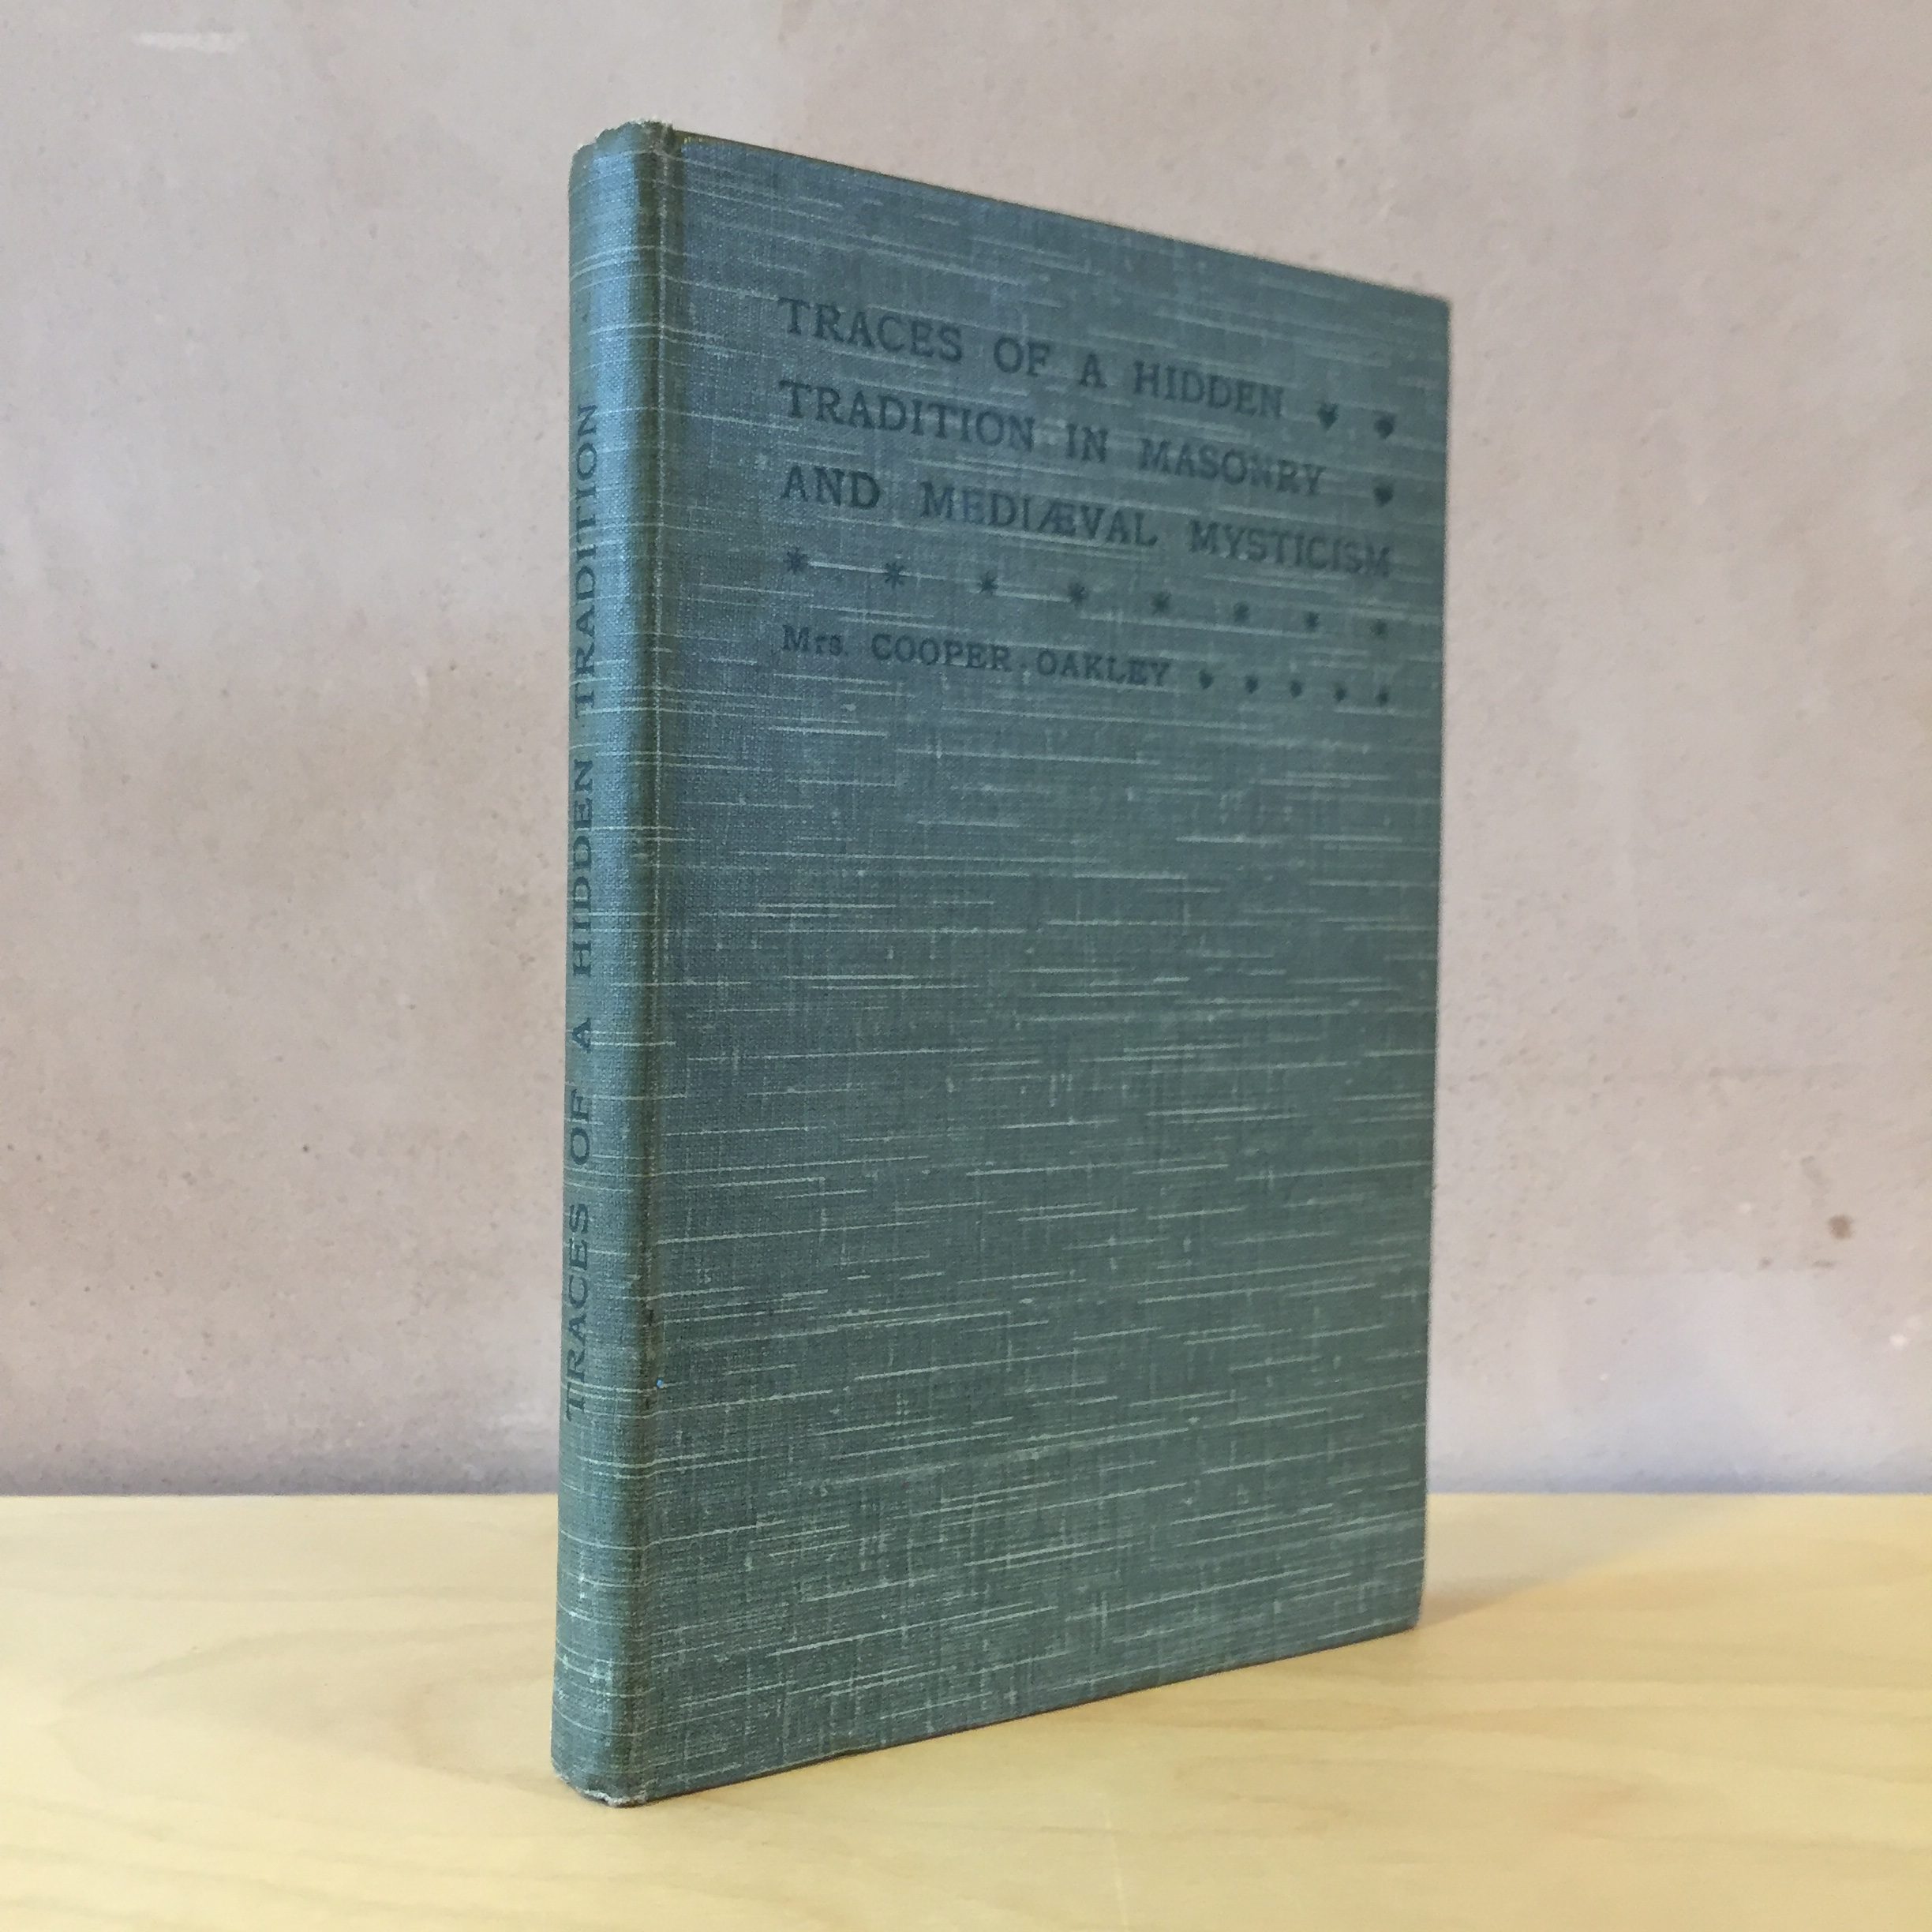 TRACES OF A HIDDEN TRADITION
TRACES OF A HIDDEN
TRADITION IN MASONRY
AND MEDIÆVAL MYSTICISM
* * * * * * * *
Mrs. COOPER OAKLEY